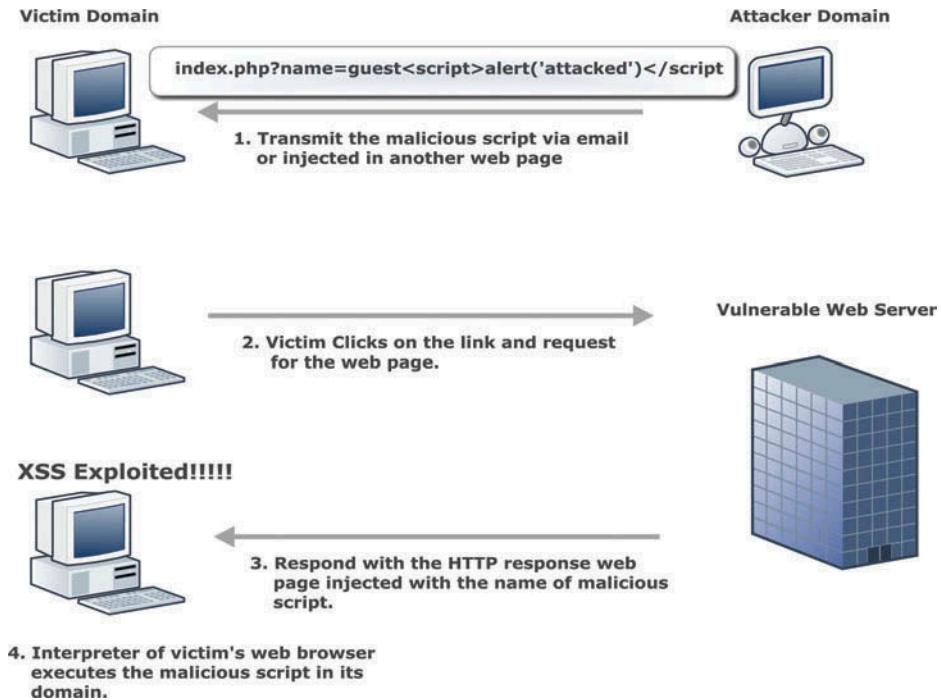 Victim Domain
Attacker Domain
index.php?name=guest<script>alert('attacked')</script
1. Transmit the malicious script via email
or injected in another web page
2. Victim Clicks on the link and request
for the web page.
Vulnerable Web Server
XSS Exploited!!!!!
3. Respond with the HTTP response web
page injected with the name of malicious
script.
4. Interpreter of victim's web browser
executes the malicious script in its
domain.